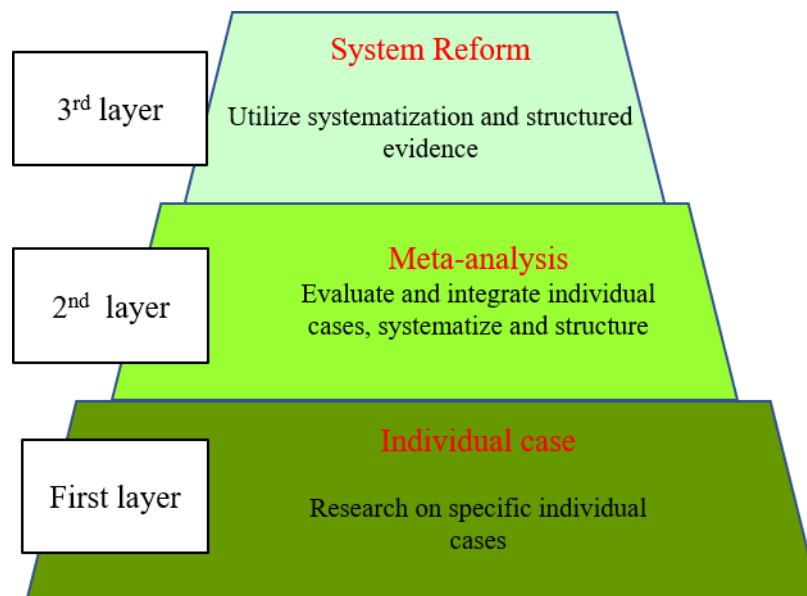 3rd layer
System Reform
Utilize systematization and structured
evidence
2nd layer
Meta-analysis
Evaluate and integrate individual
cases, systematize and structure
First layer
Individual case
Research on specific individual
cases